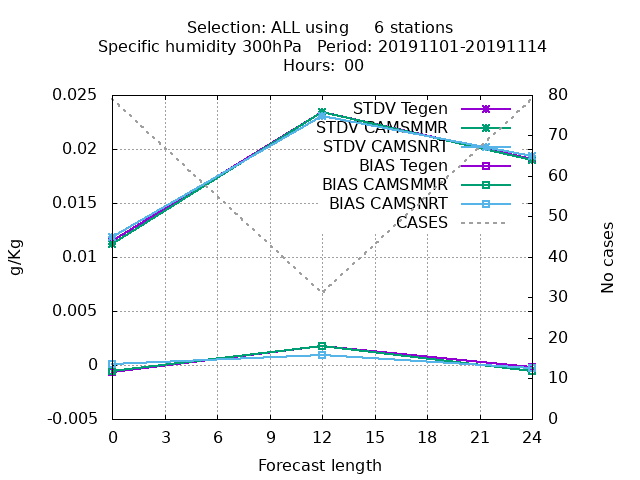 Selection: ALL using     6 stations
Specific humidity 300hPa   Period: 20191101-20191114
Hours:  00
0.025
0.02
0.015
0.01
0.005
0
-0.005
g/Kg
STDV Tegen
STDV CAMSMMR
STDV CAMSNRT
BIAS Tegen
BIAS CAMSMMR
BIAS CAMSNRT
CASES
80
70
60
50
40
30
20
10
0
No cases
0 3 6 9 12 15 18 21 24
Forecast length